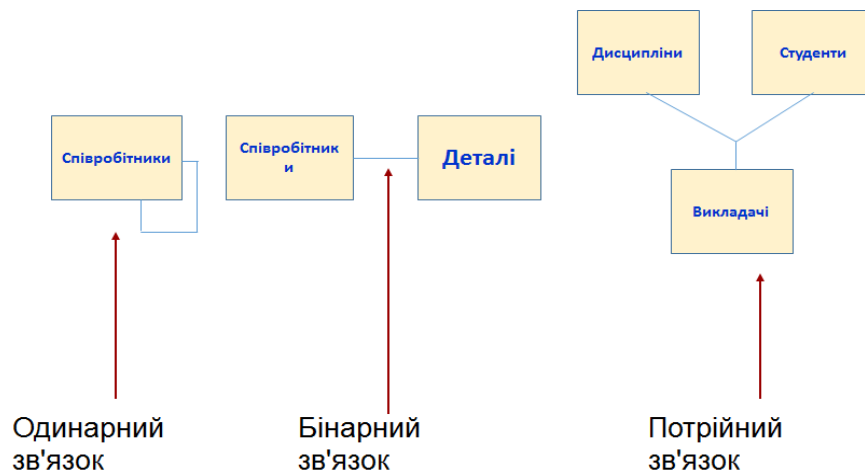 Дисципліни
Студенти
Співробітники
Співробітник
и
Деталі
Викладачі
Одинарний
зв'язок
Бінарний
зв'язок
Потрійний
зв'язок